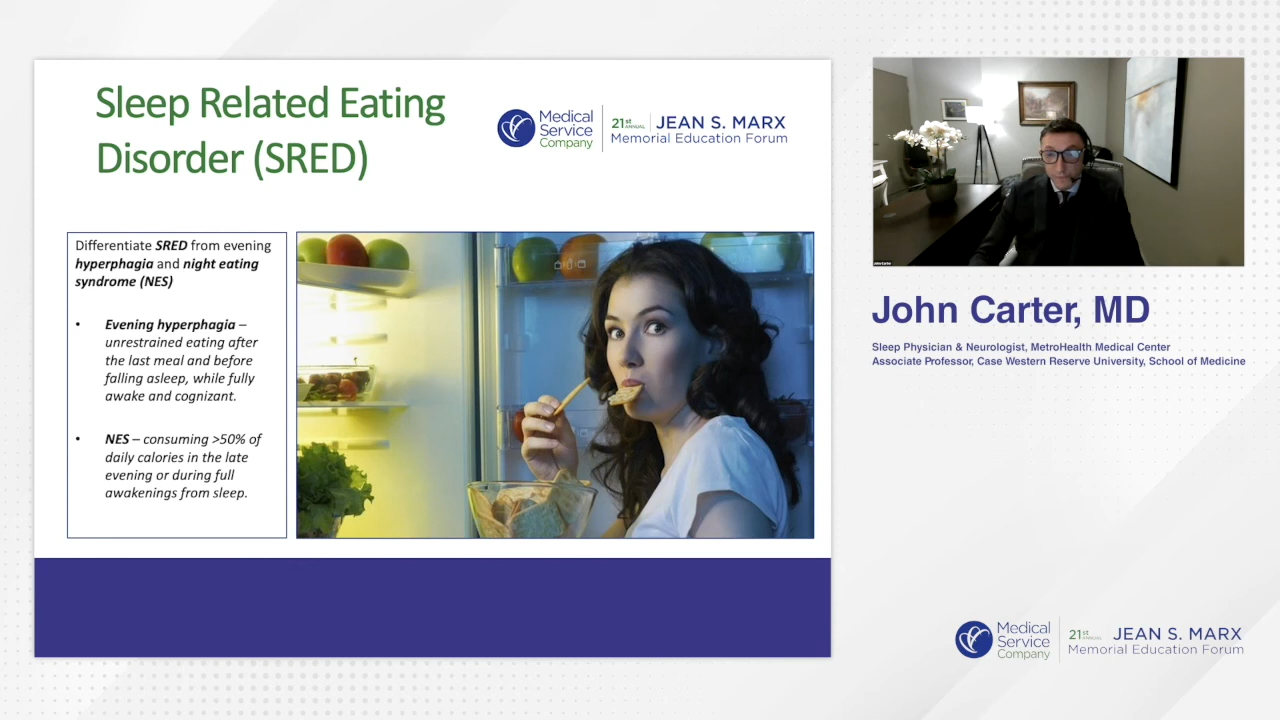 Sleep Related Eating
Disorder (SRED)
Medical
Service
Company
21st
ANNUAL
JEAN S. MARX
Memorial Education Forum
Differentiate SRED from evening
hyperphagia and night eating
syndrome (NES)
• Evening hyperphagia –
unrestrained eating after
the last meal and before
falling asleep, while fully
awake and cognizant.
• NES – consuming >50% of
daily calories in the late
evening or during full
awakenings from sleep.
John Carter
John Carter, MD
Sleep Physician & Neurologist, MetroHealth Medical Center
Associate Professor, Case Western Reserve University, School of Medicine
Medical
Service
Company
21st
ANNUAL
JEAN S. MARX
Memorial Education Forum